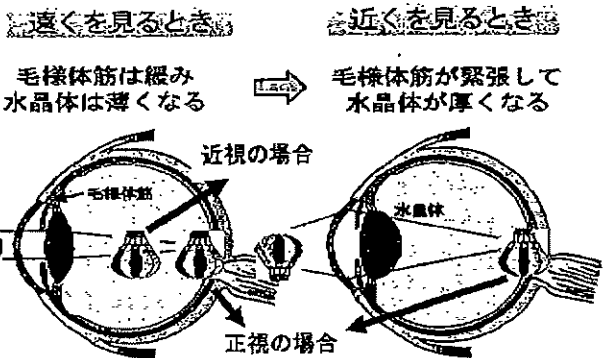 遠くを見るとき
近くを見るとき
毛様体筋は緩み
水晶体は薄くなる
毛様体筋が緊張して
水晶体が厚くなる
近視の場合
毛様体筋
水晶体
正視の場合